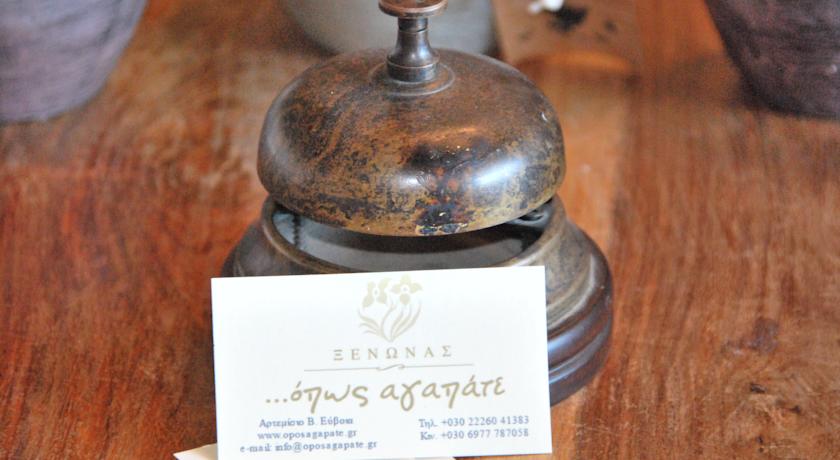 ΞΕΝΩΝΑΣ
...όπως αγαπάτε
Αρτεμίσιο Β. Εύβοια
www.oposagapate.gr
e-mail: info@oposagapate.gr
Τηλ. +030 22260 41383
Κιν. +030 6977 787058